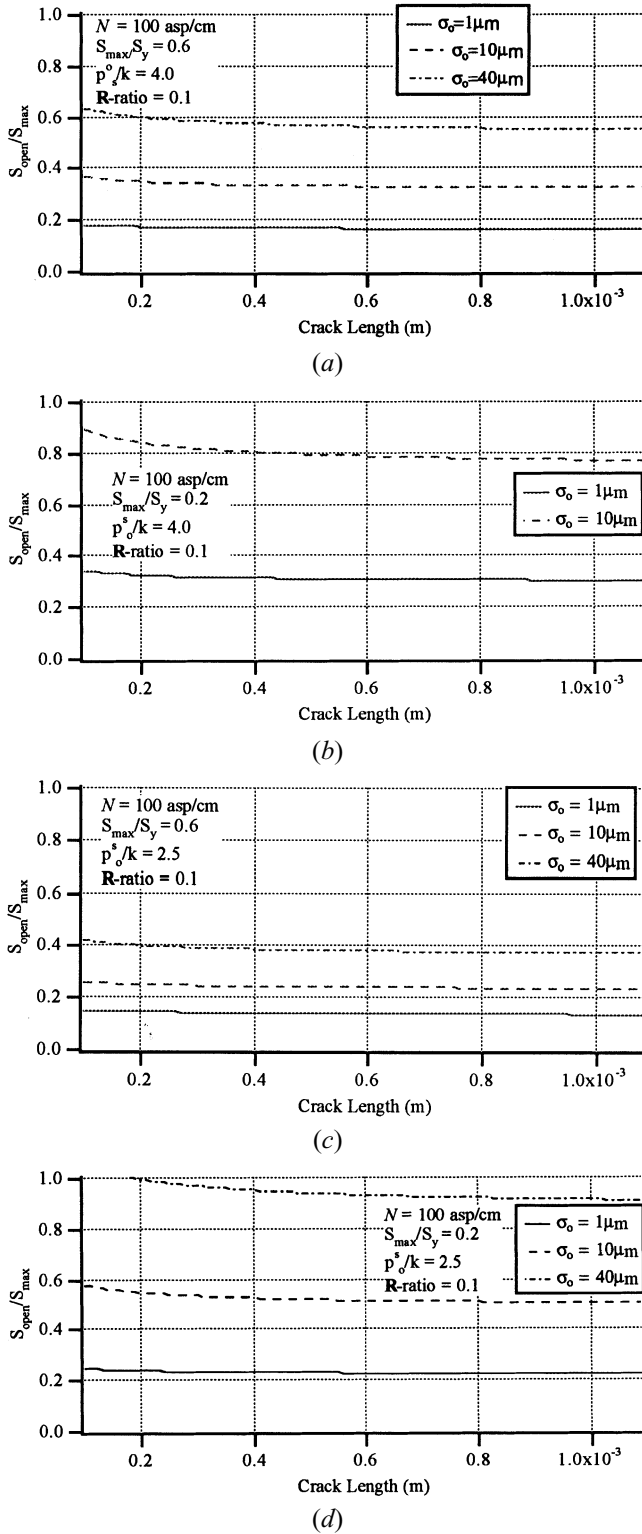 N = 100 asp/cm
Smax/Sy = 0.6
p°s/k = 4.0
R-ratio = 0.1
σo=1μm
σo=10μm
σo=40μm
Sopen/Smax
1.0
0.8
0.6
0.4
0.2
0.0
0.2 0.4 0.6 0.8 1.0x10-3
Crack Length (m)
(a)
N = 100 asp/cm
Smax/Sy = 0.2
pso/k = 4.0
R-ratio = 0.1
σo = 1μm
σo = 10μm
Sopen/Smax
1.0
0.8
0.6
0.4
0.2
0.0
0.2 0.4 0.6 0.8 1.0x10-3
Crack Length (m)
(b)
N = 100 asp/cm
Smax/Sy = 0.6
pso/k = 2.5
R-ratio = 0.1
σo = 1μm
σo = 10μm
σo = 40μm
Sopen/Smax
1.0
0.8
0.6
0.4
0.2
0.0
0.2 0.4 0.6 0.8 1.0x10-3
Crack Length (m)
(c)
N = 100 asp/cm
Smax/Sy = 0.2
pso/k = 2.5
R-ratio = 0.1
σo = 1μm
σo = 10μm
σo = 40μm
Sopen/Smax
1.0
0.8
0.6
0.4
0.2
0.0
0.2 0.4 0.6 0.8 1.0x10-3
Crack Length (m)
(d)